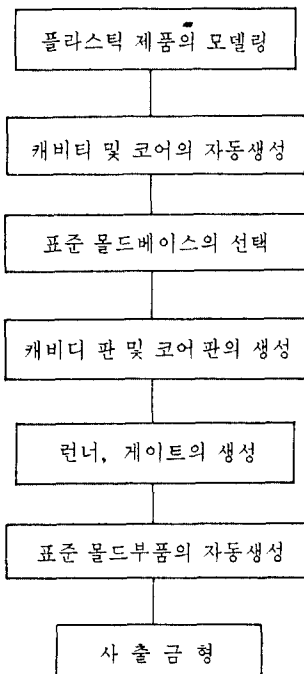 플라스틱 제품의 모델링
캐비티 및 코어의 자동생성
표준 몰드베이스의 선택
캐비디 판 및 코어 판의 생성
런너, 게이트의 생성
표준 몰드부품의 자동생성
사 출 금 형